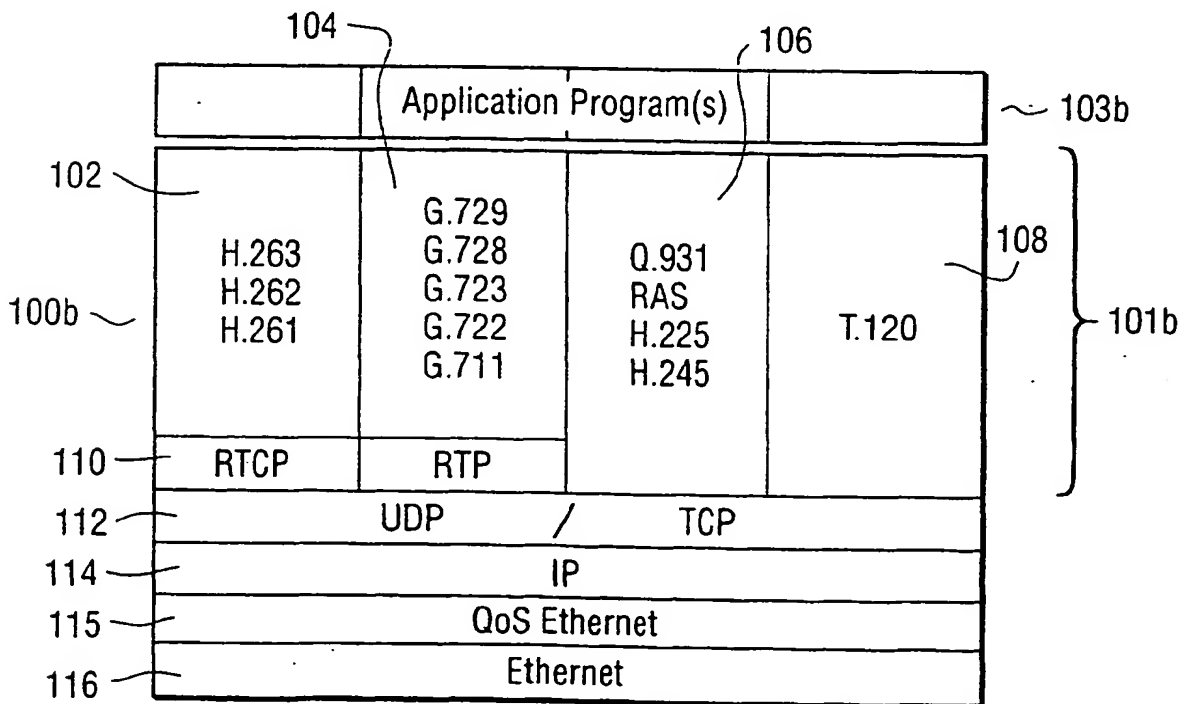 104
106
Application Program(s)
103b
102
G.729
G.728
G.723
G.722
G.711
H.263
H.262
H.261
Q.931
RAS
H.225
H.245
108
T.120
100b
101b
110
RTCP
RTP
112
UDP / TCP
114
IP
115
QoS Ethernet
116
Ethernet